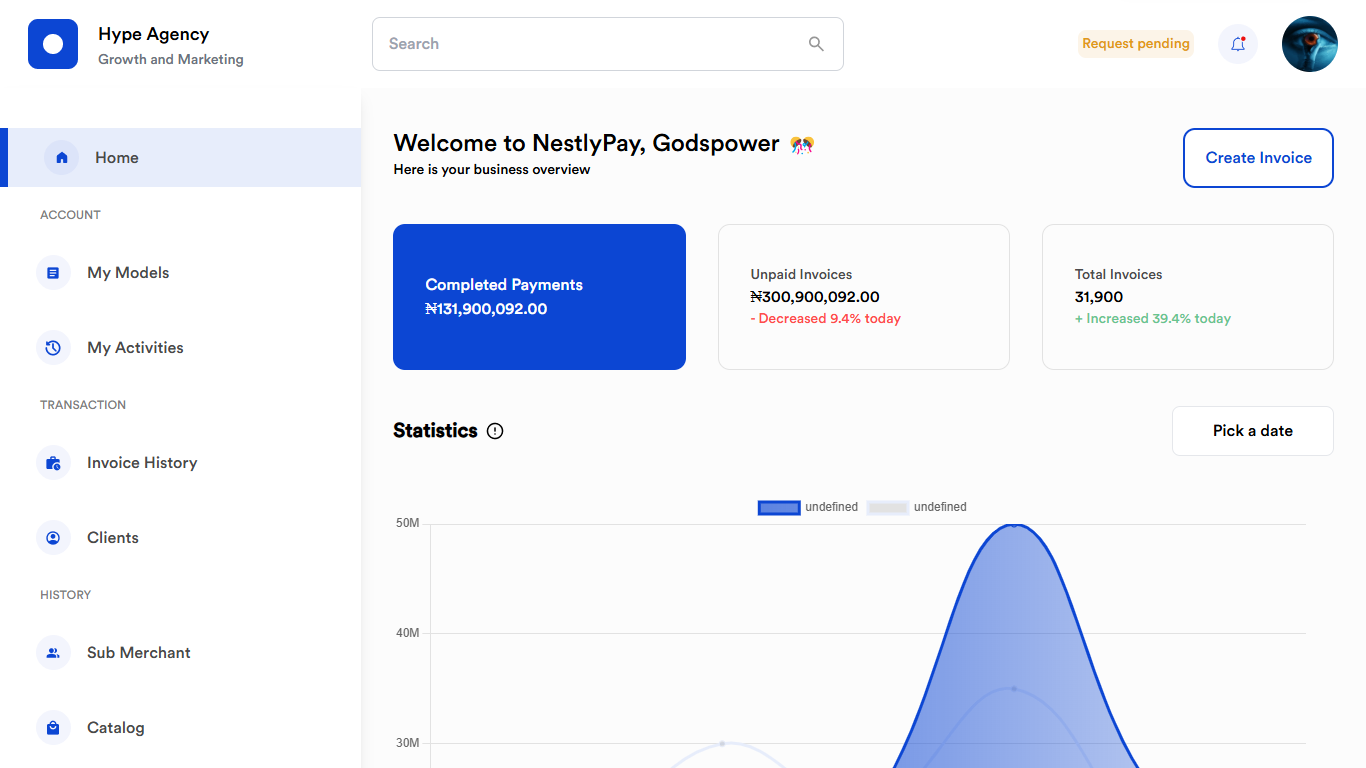 Hype Agency
Growth and Marketing
Search
Request pending
Home
ACCOUNT
My Models
My Activities
TRANSACTION
Invoice History
Clients
HISTORY
Sub Merchant
Catalog
Welcome to NestlyPay, Godspower
Here is your business overview
Create Invoice
Completed Payments
₦131,900,092.00
Unpaid Invoices
₦300,900,092.00
- Decreased 9.4% today
Total Invoices
31,900
+ Increased 39.4% today
Statistics
Pick a date
undefined undefined
50M
40M
30M